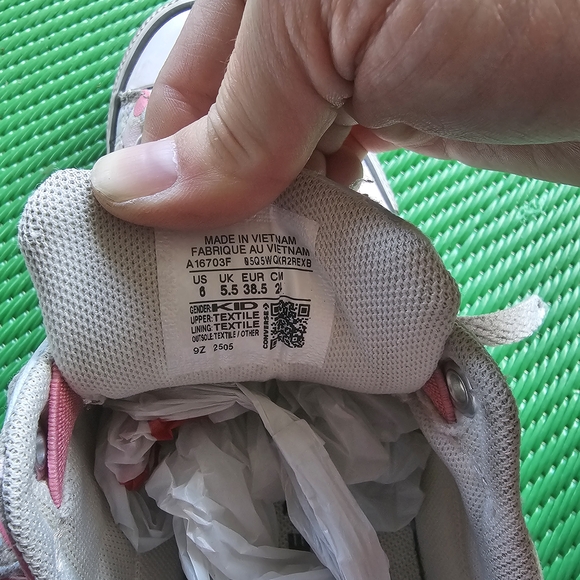 MADE IN VIETNAM
FABRIQUE AU VIETNAM
A16703F
US UK EUR CM
6 5.5 38.5
GENDER: KID
UPPER: TEXTILE
LINING: TEXTILE
OUTSOLE: TEXTILE / OTHER
9Z 2505
CONVERSE